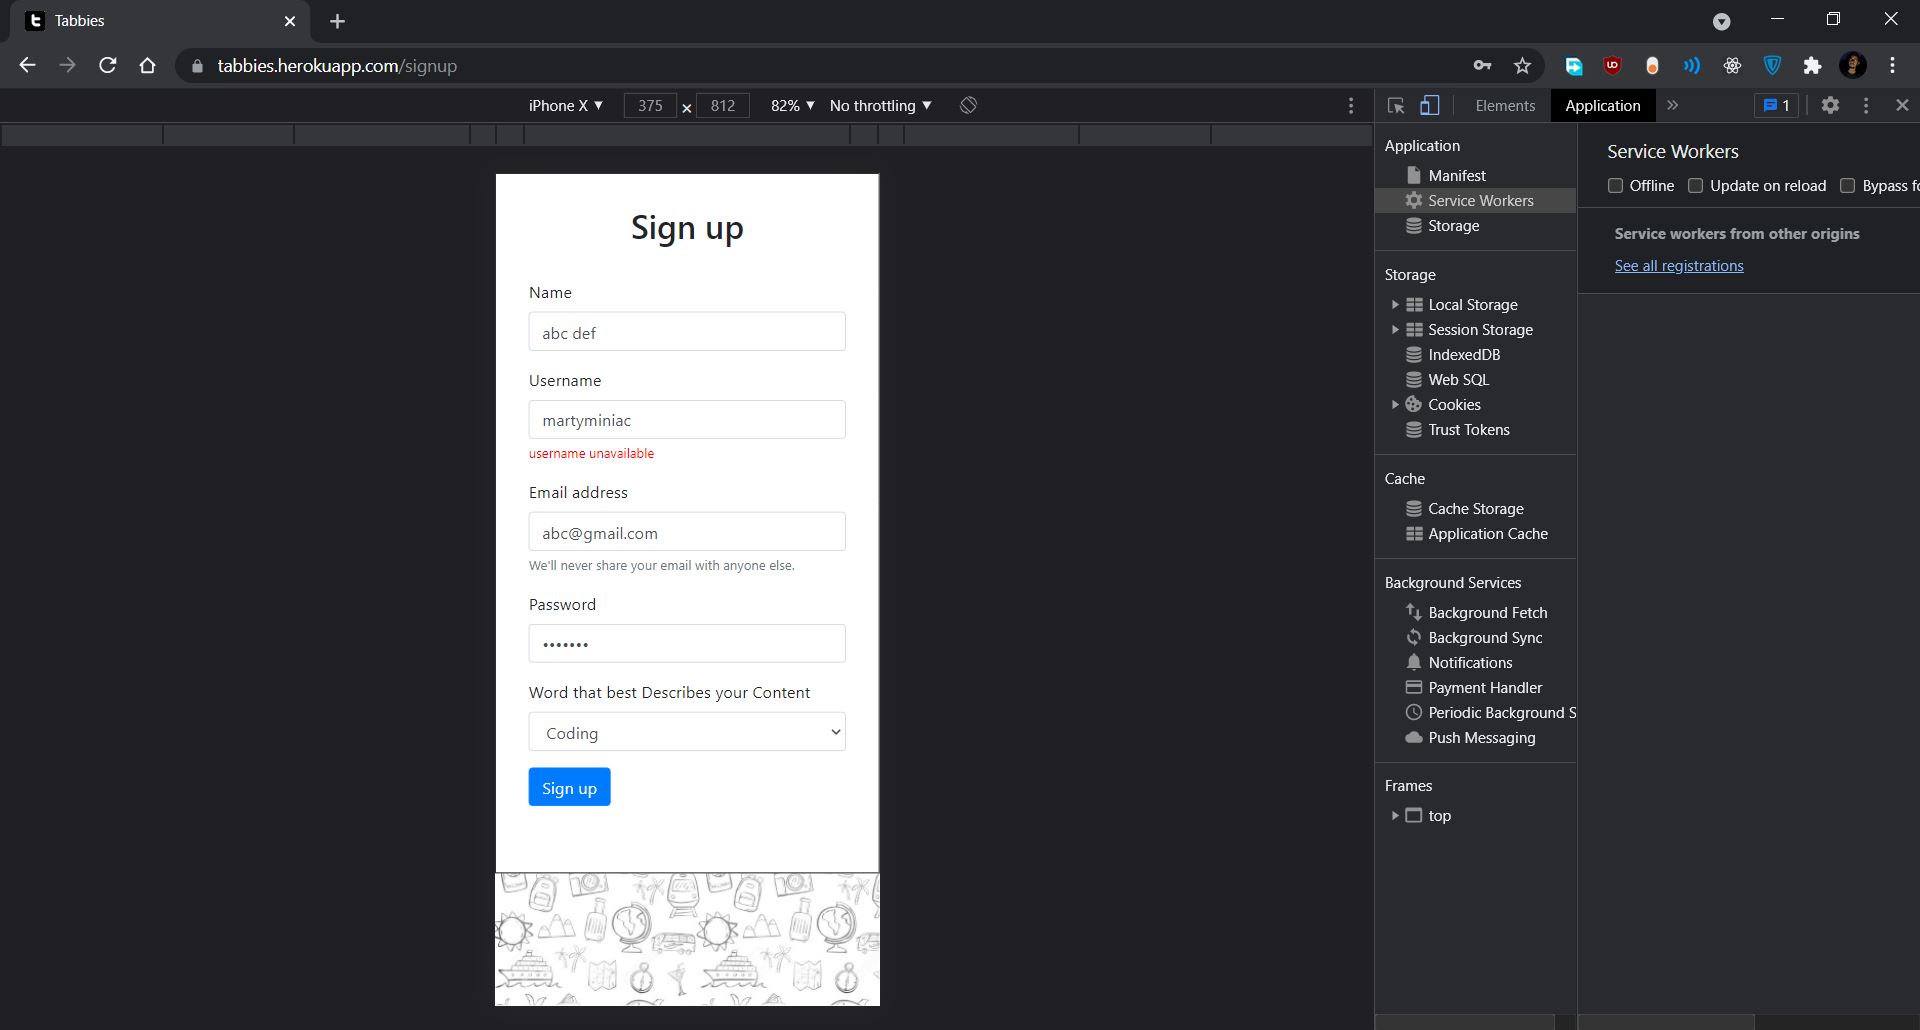 Tabbies
tabbies.herokuapp.com/signup
iPhone X 375 × 812 82% No throttling
Elements Application 1
Sign up
Name
abc def
Username
martyminiac
username unavailable
Email address
abc@gmail.com
We'll never share your email with anyone else.
Password
•••••••
Word that best Describes your Content
Coding
Sign up
Application
Manifest
Service Workers
Storage
Storage
Local Storage
Session Storage
IndexedDB
Web SQL
Cookies
Trust Tokens
Cache
Cache Storage
Application Cache
Background Services
Background Fetch
Background Sync
Notifications
Payment Handler
Periodic Background S
Push Messaging
Frames
top
Service Workers
Offline Update on reload Bypass fo
Service workers from other origins
See all registrations